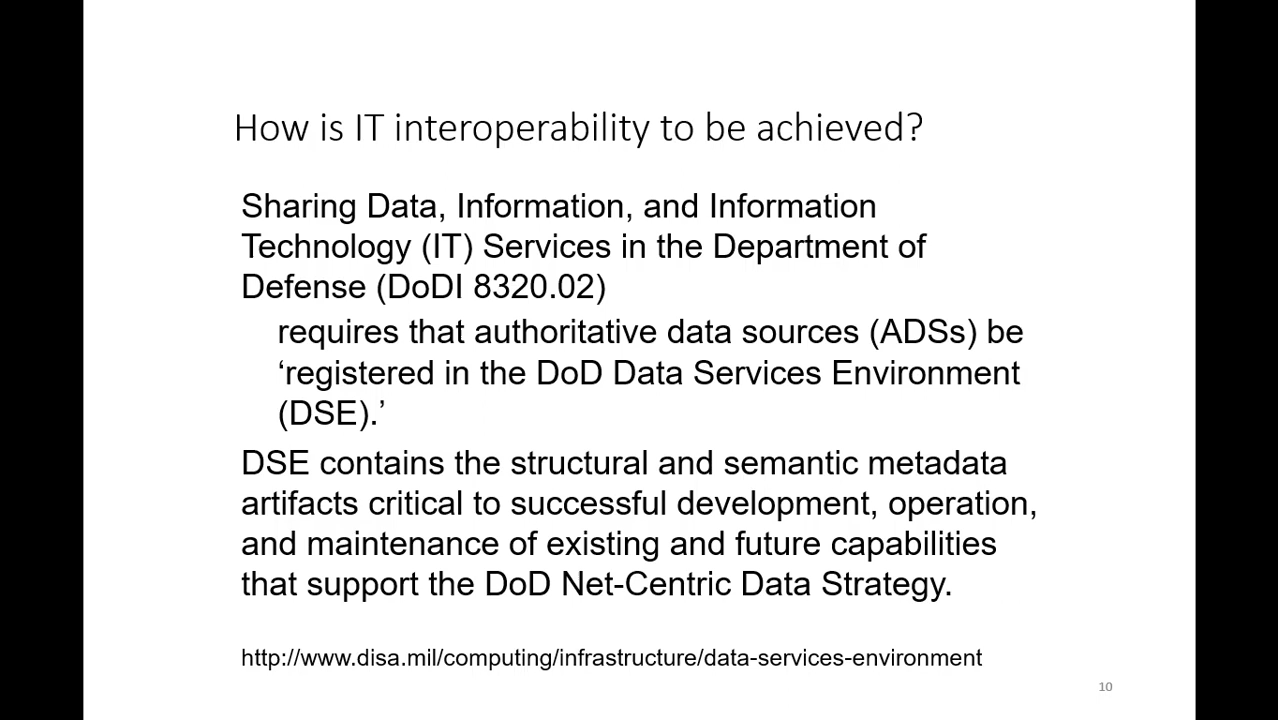 How is IT interoperability to be achieved?
Sharing Data, Information, and Information
Technology (IT) Services in the Department of
Defense (DoDI 8320.02)
requires that authoritative data sources (ADSs) be
‘registered in the DoD Data Services Environment
(DSE).’
DSE contains the structural and semantic metadata
artifacts critical to successful development, operation,
and maintenance of existing and future capabilities
that support the DoD Net-Centric Data Strategy.
http://www.disa.mil/computing/infrastructure/data-services-environment
10